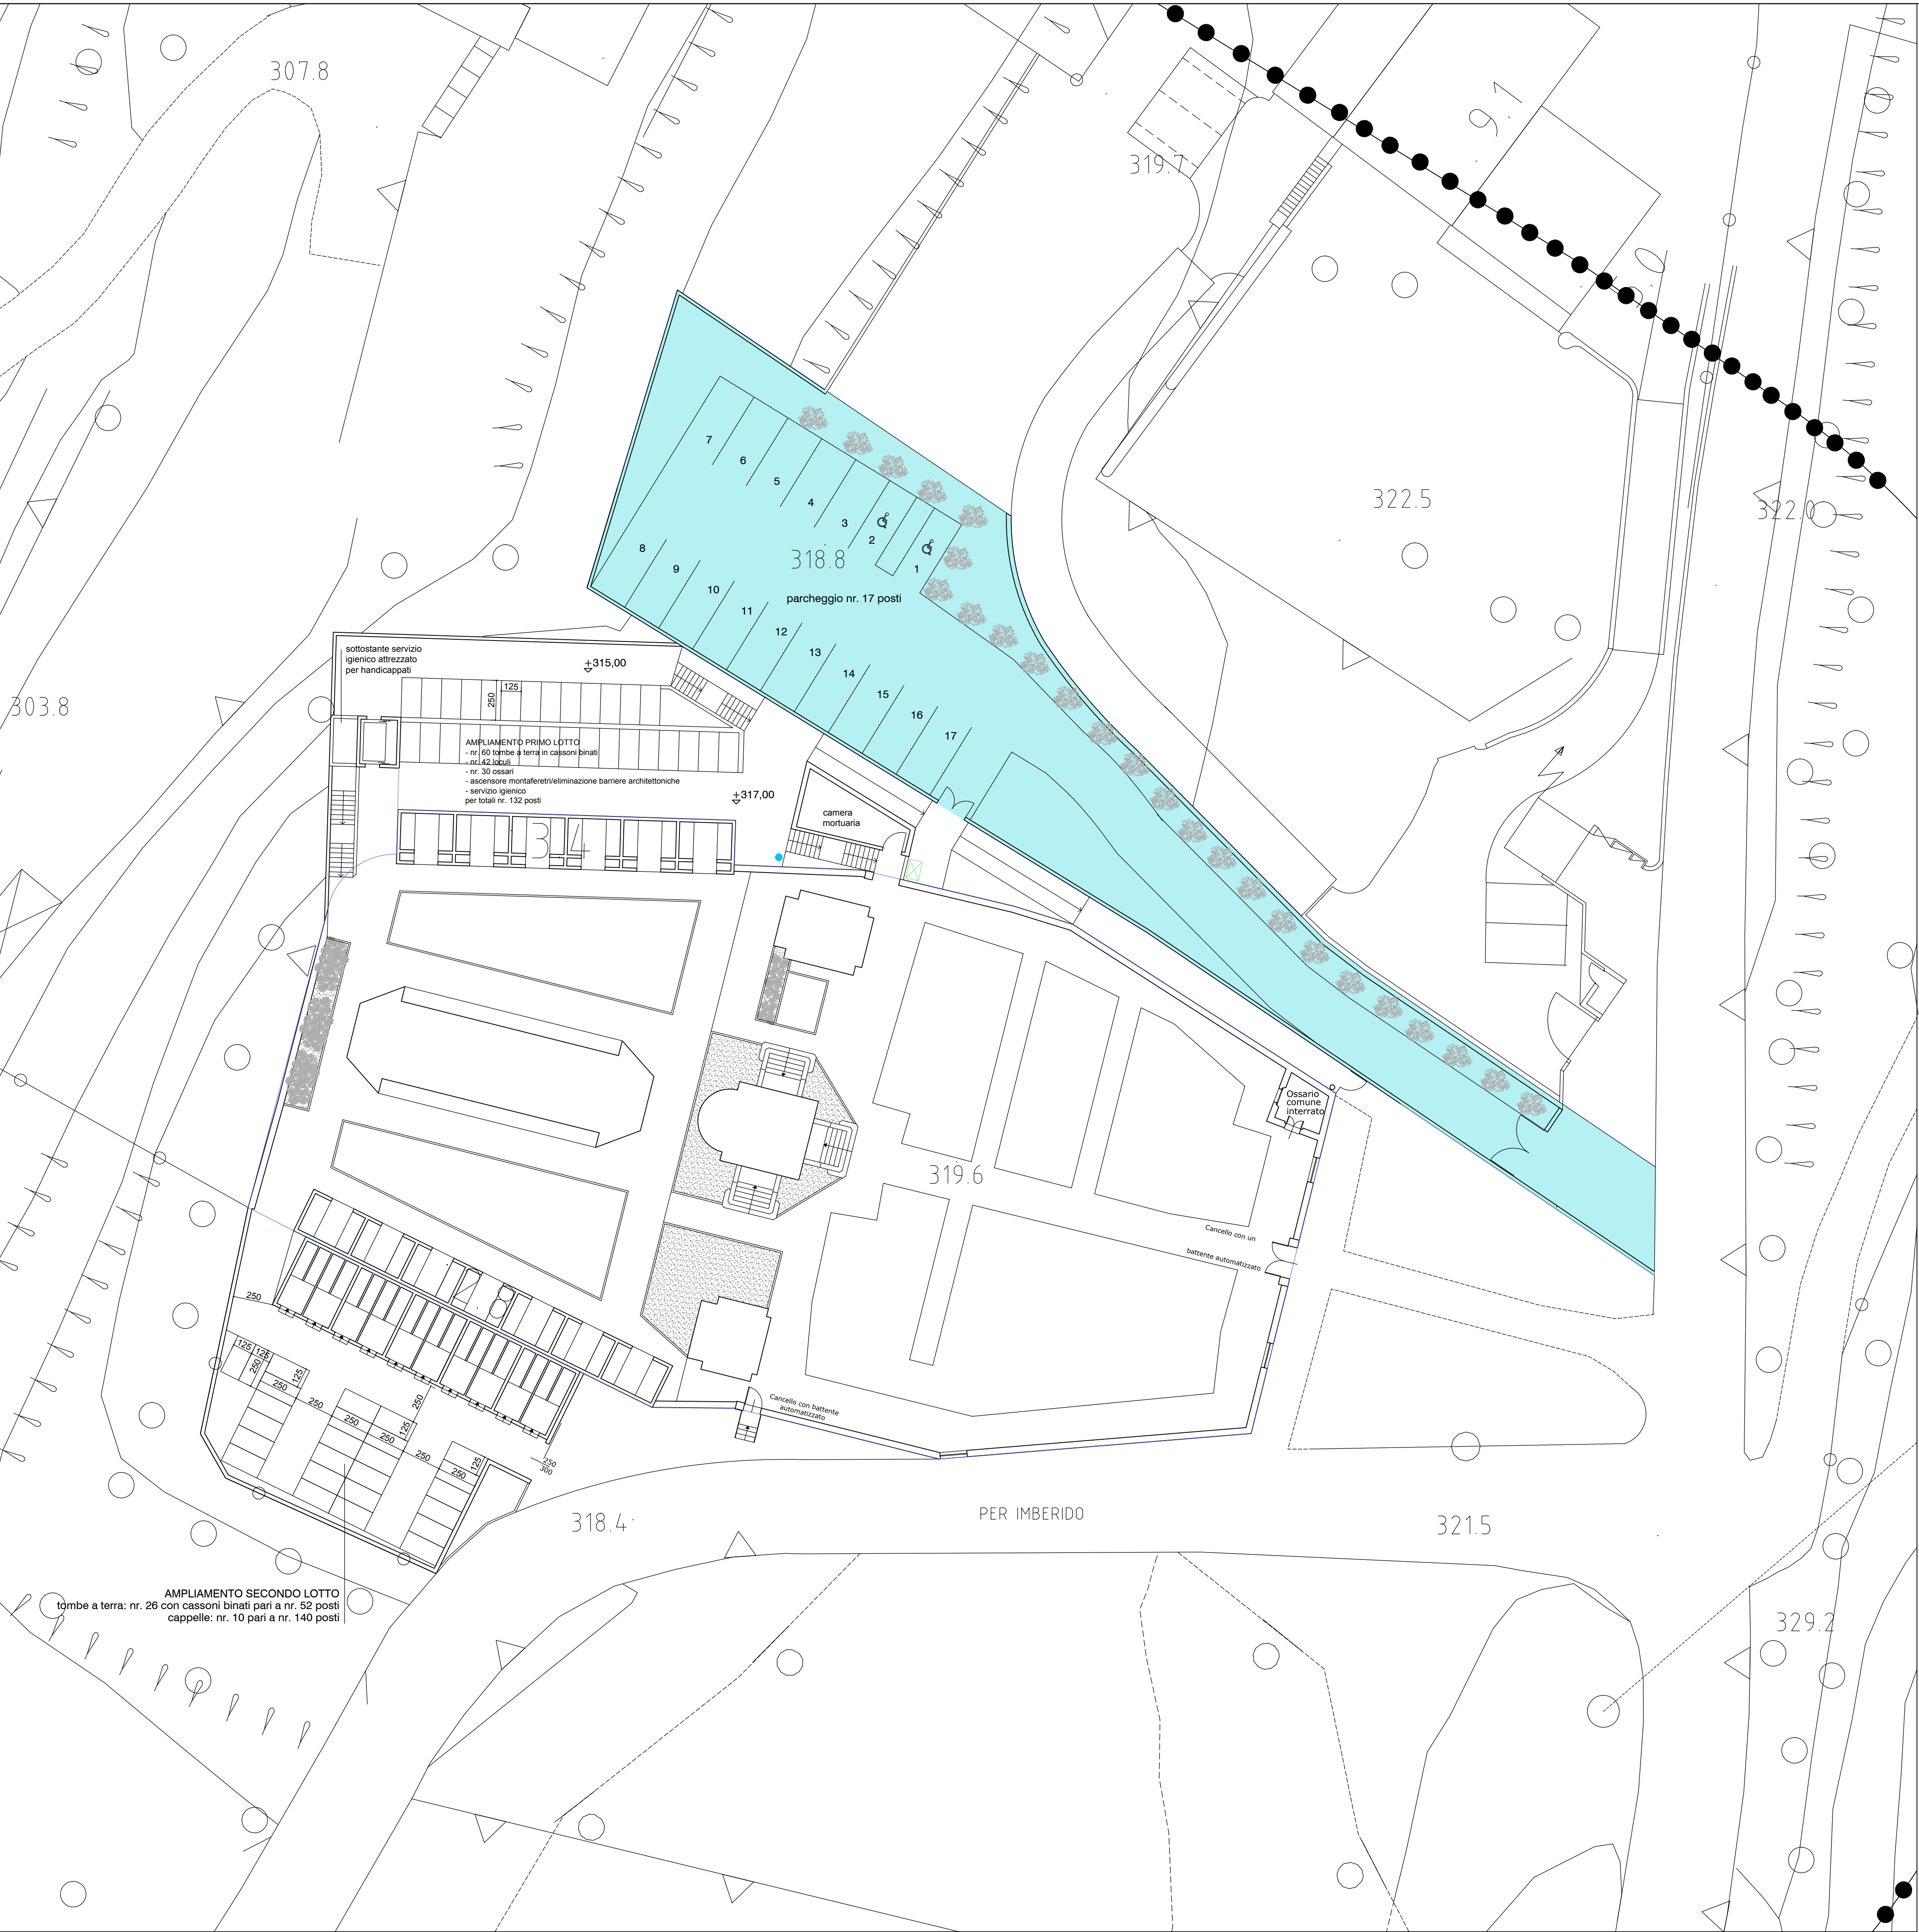 307.8
319.7
9.7
322.5
322.0
7
6
5
4
3
2
1
318.8
parcheggio nr. 17 posti
8
9
10
11
12
13
14
15
16
17
sottostante servizio
igienico attrezzato
per handicappati
+315,00
125
250
303.8
AMPLIAMENTO PRIMO LOTTO
- nr. 60 tombe a terra in cassoni binati
- nr. 42 loculi
- nr. 30 ossari
- ascensore montaferetri/eliminazione barriere architettoniche
- servizio igienico
per totali nr. 132 posti
+317,00
camera
mortuaria
3.4
Ossario
comune
interrato
319.6
Cancello con un
battente automatizzato
250
125
125
250
125
250
250
250
250
125
250
250
125
250
250
300
Cancello con battente
automatizzato
318.4
PER IMBERIDO
321.5
AMPLIAMENTO SECONDO LOTTO
tombe a terra: nr. 26 con cassoni binati pari a nr. 52 posti
cappelle: nr. 10 pari a nr. 140 posti
329.2